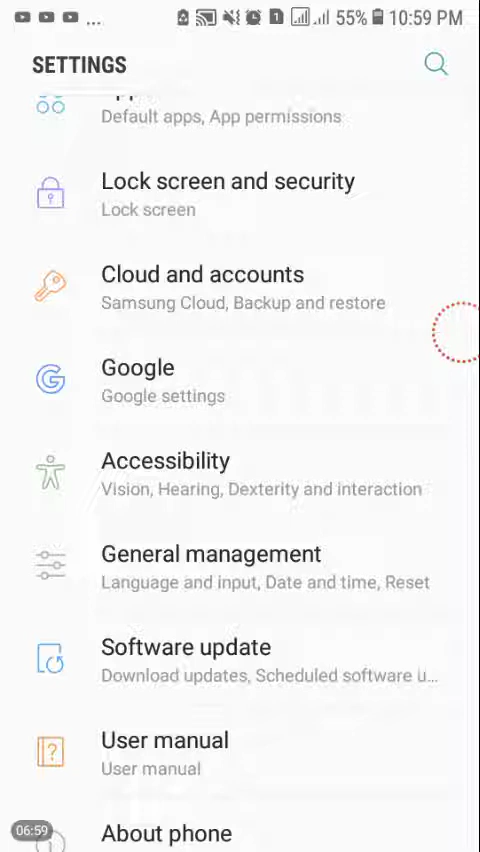 ... 1 55% 10:59 PM
SETTINGS
Default apps, App permissions
Lock screen and security
Lock screen
Cloud and accounts
Samsung Cloud, Backup and restore
Google
Google settings
Accessibility
Vision, Hearing, Dexterity and interaction
General management
Language and input, Date and time, Reset
Software update
Download updates, Scheduled software u...
User manual
User manual
06:59
About phone